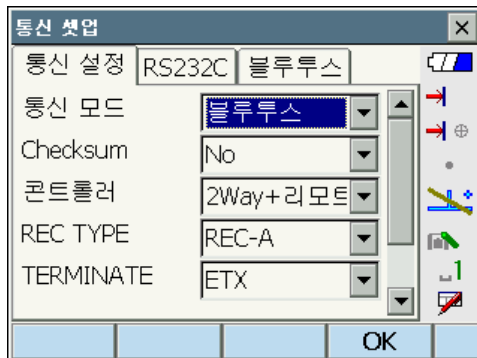 통신 셋업
통신 설정 RS232C 블루투스
통신 모드 블루투스
Checksum No
콘트롤러 2Way+리모트
REC TYPE REC-A
TERMINATE ETX
1
OK